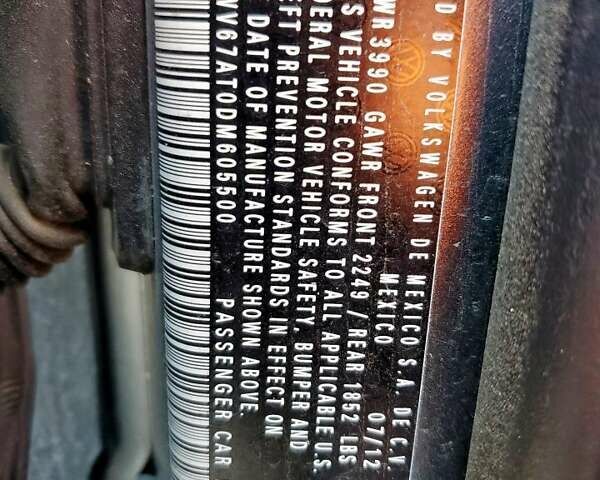 D BY VOLKSWAGEN DE MEXICO S.A. DE C.V
MEXICO 07/12
WR 3990 GAWR FRONT 2249 / REAR 1852 LBS
S VEHICLE CONFORMS TO ALL APPLICABLE U.S.
DERAL MOTOR VEHICLE SAFETY, BUMPER AND
EFT PREVENTION STANDARDS IN EFFECT ON
DATE OF MANUFACTURE SHOWN ABOVE.
VV67AT0DM605500 PASSENGER CAR